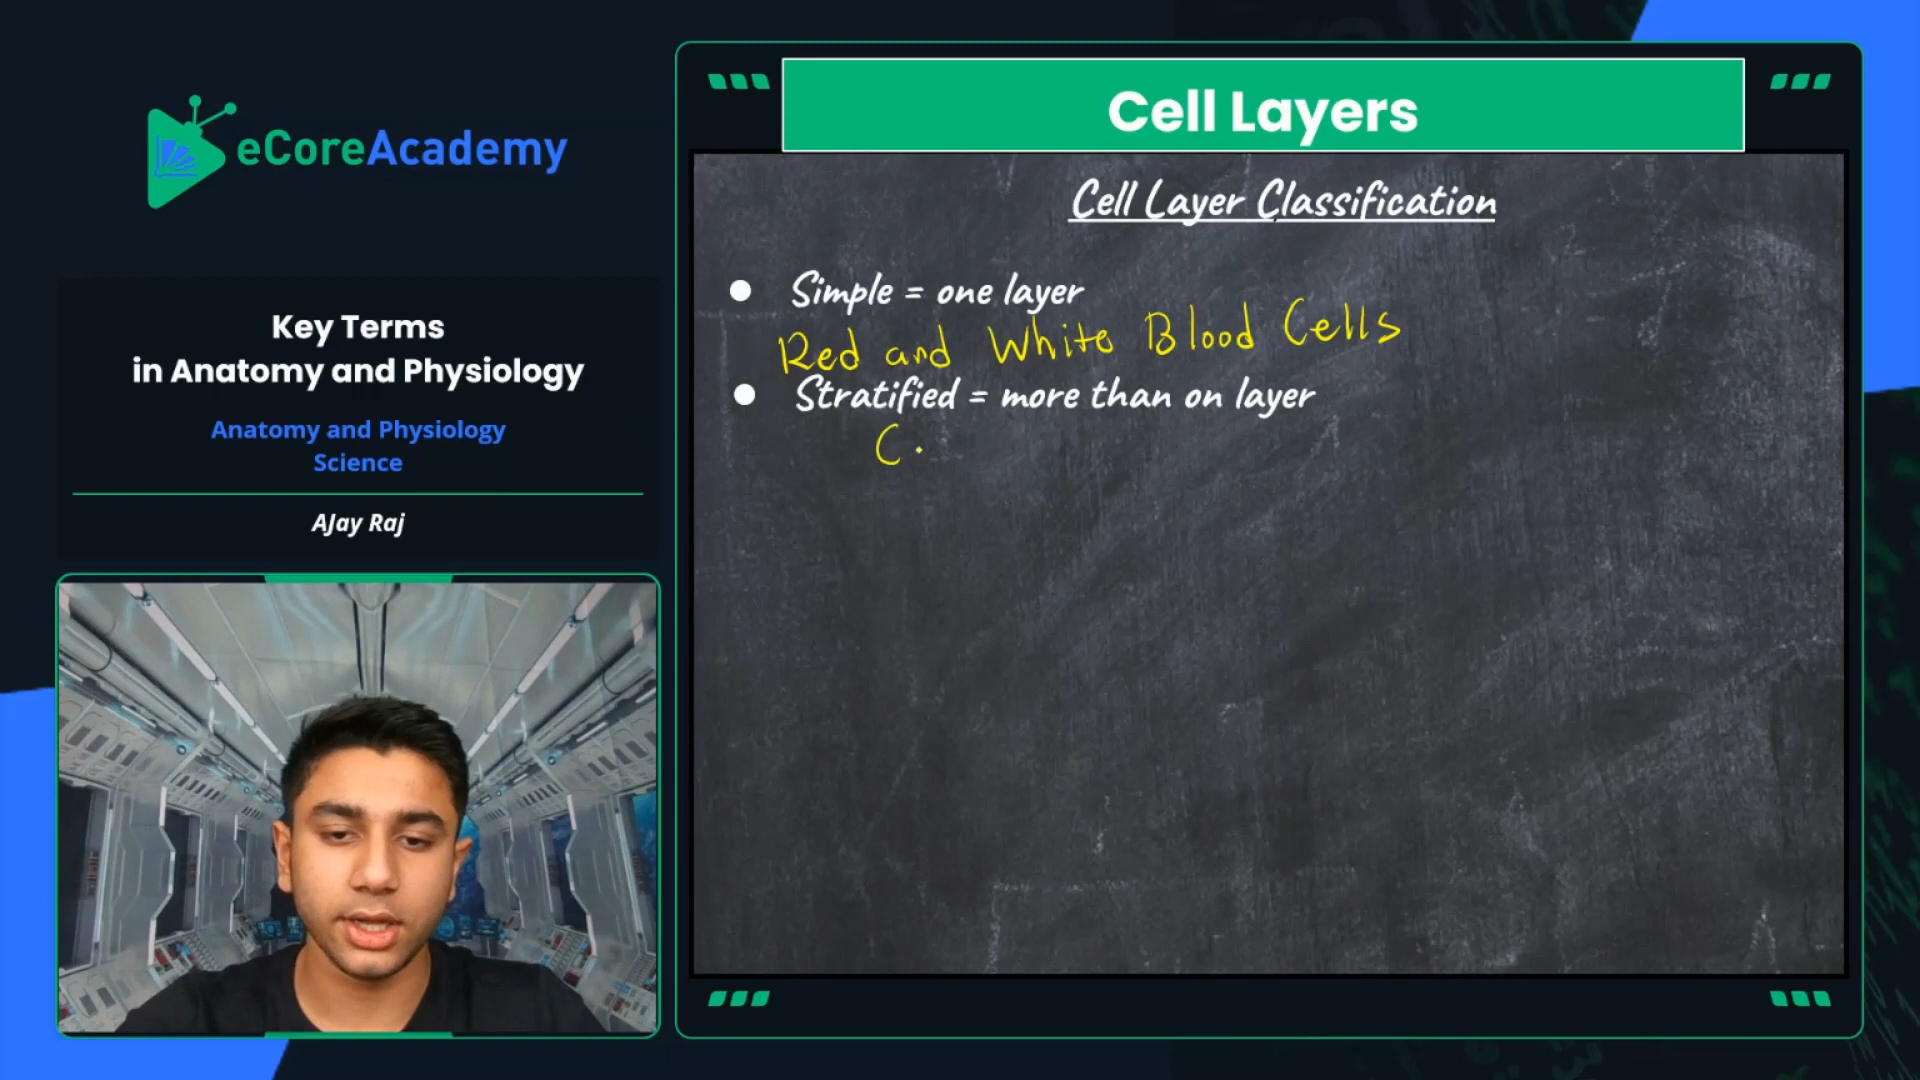 eCoreAcademy
Key Terms
in Anatomy and Physiology
Anatomy and Physiology
Science
AJay Raj
Cell Layers
Cell Layer Classification
Simple = one layer
Red and White Blood Cells
Stratified = more than on layer
C